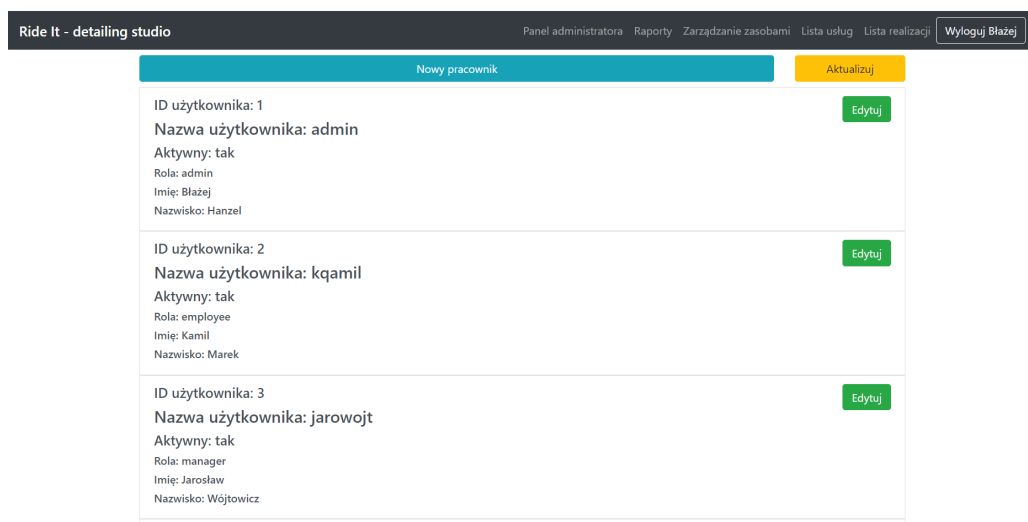 Ride It - detailing studio
Panel administratora Raporty Zarządzanie zasobami Lista usług Lista realizacji Wyloguj Błażej
Nowy pracownik Aktualizuj
ID użytkownika: 1 Edytuj
Nazwa użytkownika: admin
Aktywny: tak
Rola: admin
Imię: Błażej
Nazwisko: Hanzel
ID użytkownika: 2 Edytuj
Nazwa użytkownika: kqamil
Aktywny: tak
Rola: employee
Imię: Kamil
Nazwisko: Marek
ID użytkownika: 3 Edytuj
Nazwa użytkownika: jarowojt
Aktywny: tak
Rola: manager
Imię: Jarosław
Nazwisko: Wójtowicz